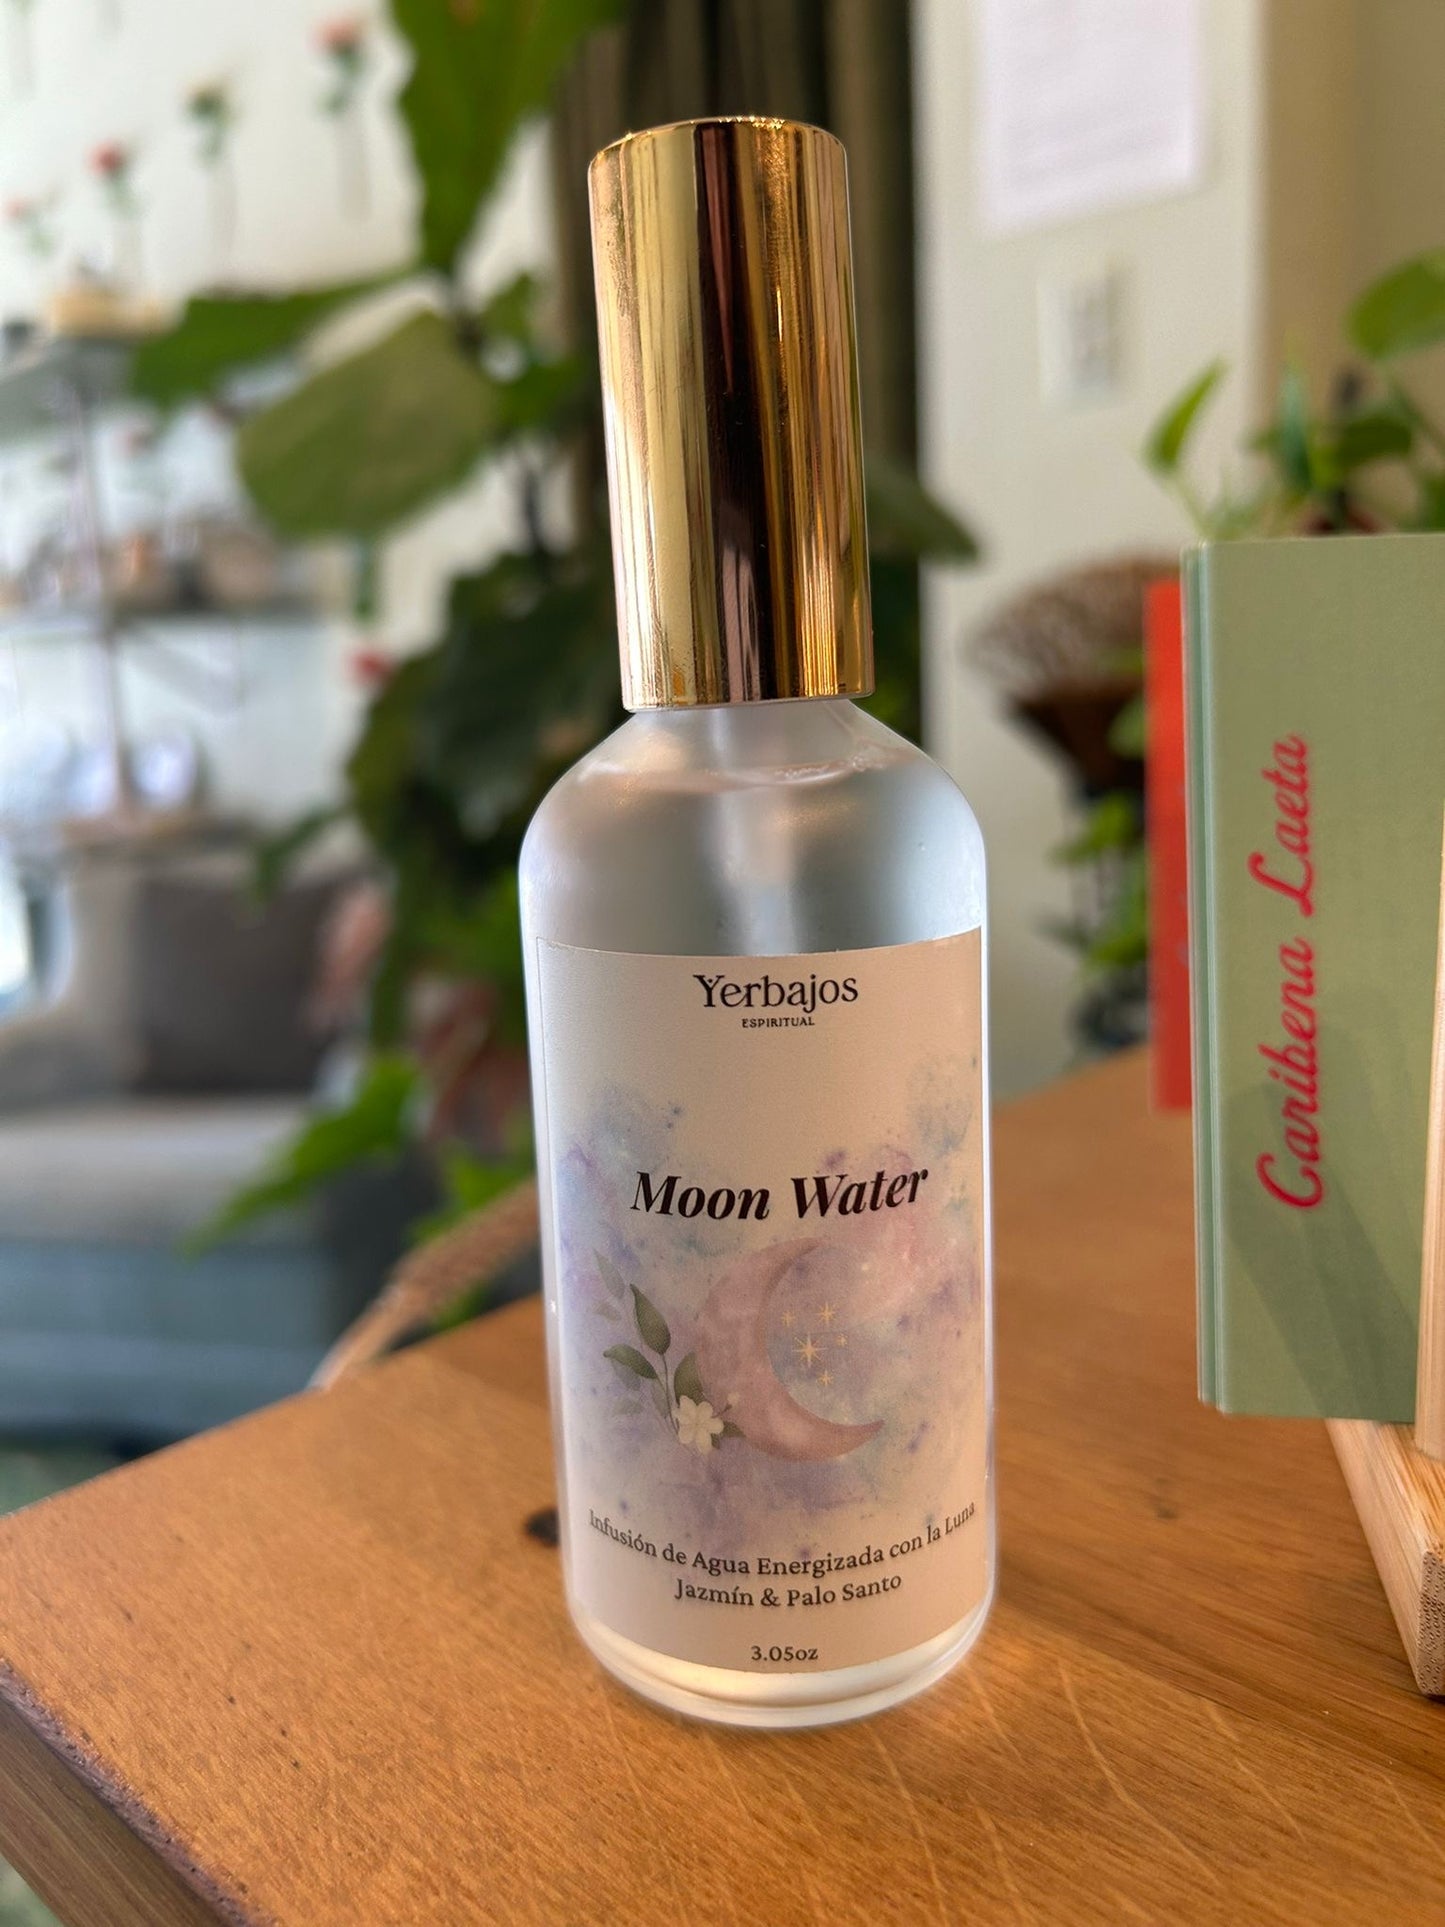 Yerbajos
ESPIRITUAL
Moon Water
Infusión de Agua Energizada con la Luna
Jazmín & Palo Santo
3.05oz
Caribena Laeta